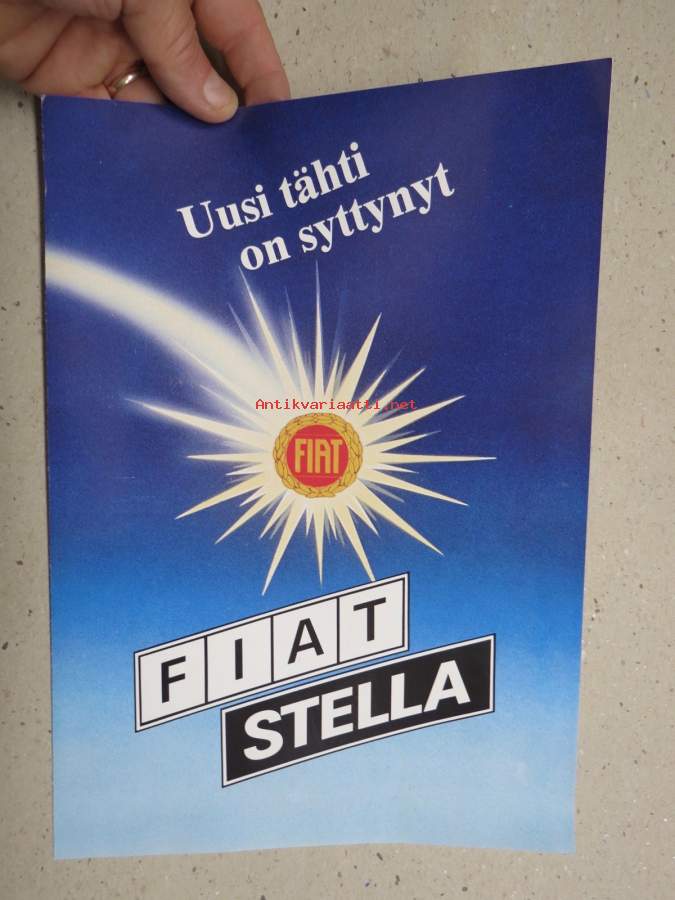 Uusi tähti
on syttynyt
Antikvariaatti.net
FIAT
FIAT
STELLA